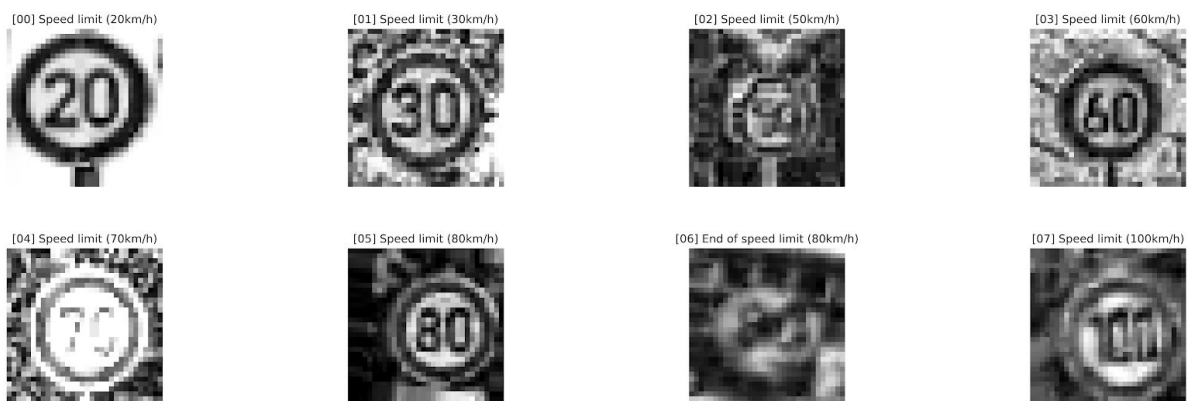 [00] Speed limit (20km/h)
[01] Speed limit (30km/h)
[02] Speed limit (50km/h)
[03] Speed limit (60km/h)
20
30
60
[04] Speed limit (70km/h)
[05] Speed limit (80km/h)
[06] End of speed limit (80km/h)
[07] Speed limit (100km/h)
70
80
100